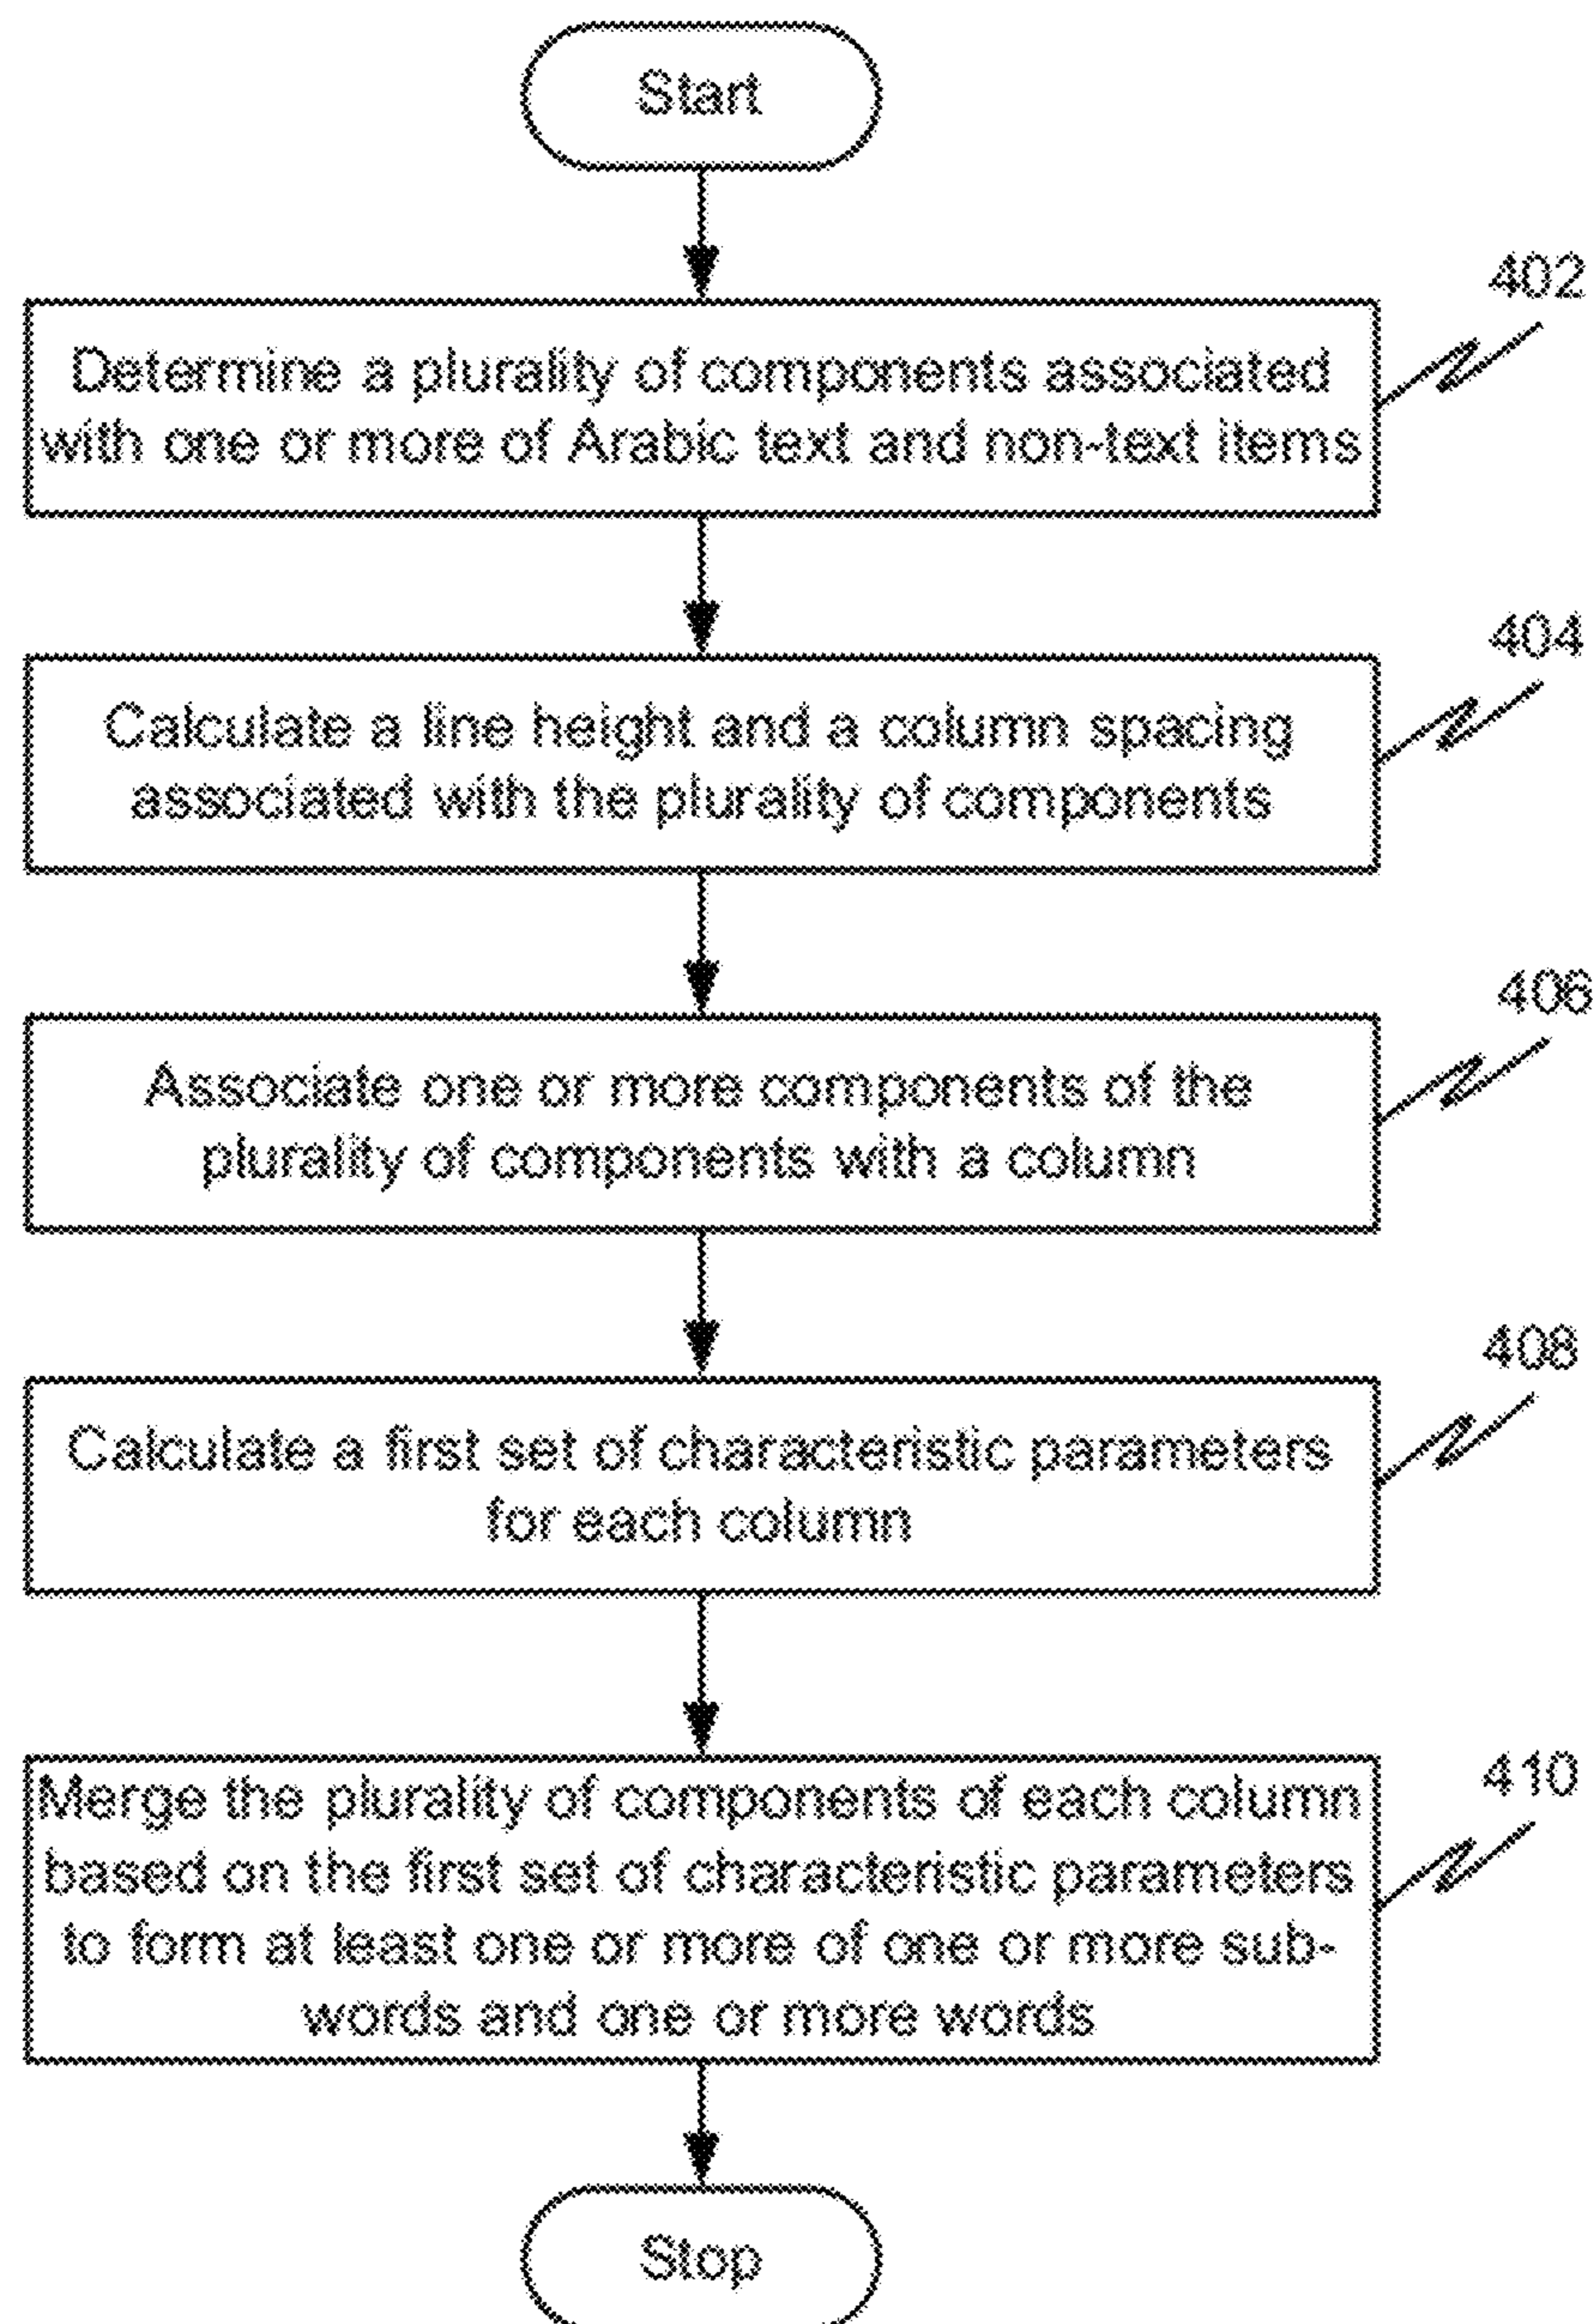 Start
402
Determine a plurality of components associated
with one or more of Arabic text and non-text items
404
Calculate a line height and a column spacing
associated with the plurality of components
406
Associate one or more components of the
plurality of components with a column
408
Calculate a first set of characteristic parameters
for each column
410
Merge the plurality of components of each column
based on the first set of characteristic parameters
to form at least one or more of one or more sub-
words and one or more words
Stop